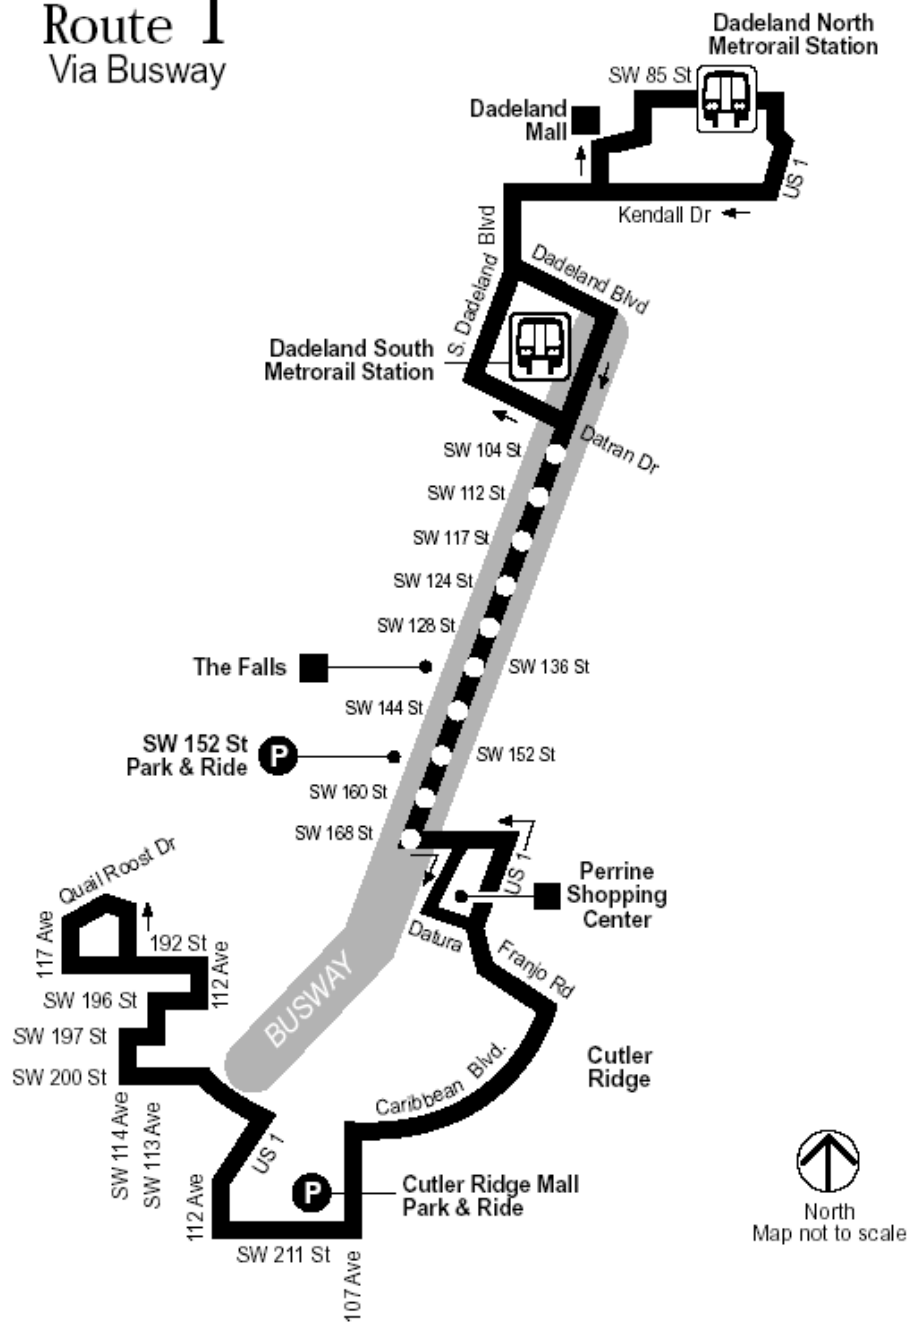 Route 1
Via Busway
Dadeland North
Metrorail Station
SW 85 St
Dadeland
Mall
US 1
Kendall Dr
S. Dadeland Blvd
Dadeland Blvd
Dadeland South
Metrorail Station
Datran Dr
SW 104 St
SW 112 St
SW 117 St
SW 124 St
SW 128 St
The Falls
SW 136 St
SW 144 St
SW 152 St
Park & Ride
P
SW 152 St
SW 160 St
SW 168 St
US 1
Perrine
Shopping
Center
Datura
Franjo Rd
Quail Roost Dr
117 Ave
192 St
112 Ave
SW 196 St
SW 197 St
SW 200 St
BUSWAY
Cutler
Ridge
Caribbean Blvd.
SW 114 Ave
SW 113 Ave
US 1
112 Ave
P
Cutler Ridge Mall
Park & Ride
SW 211 St
107 Ave
North
Map not to scale